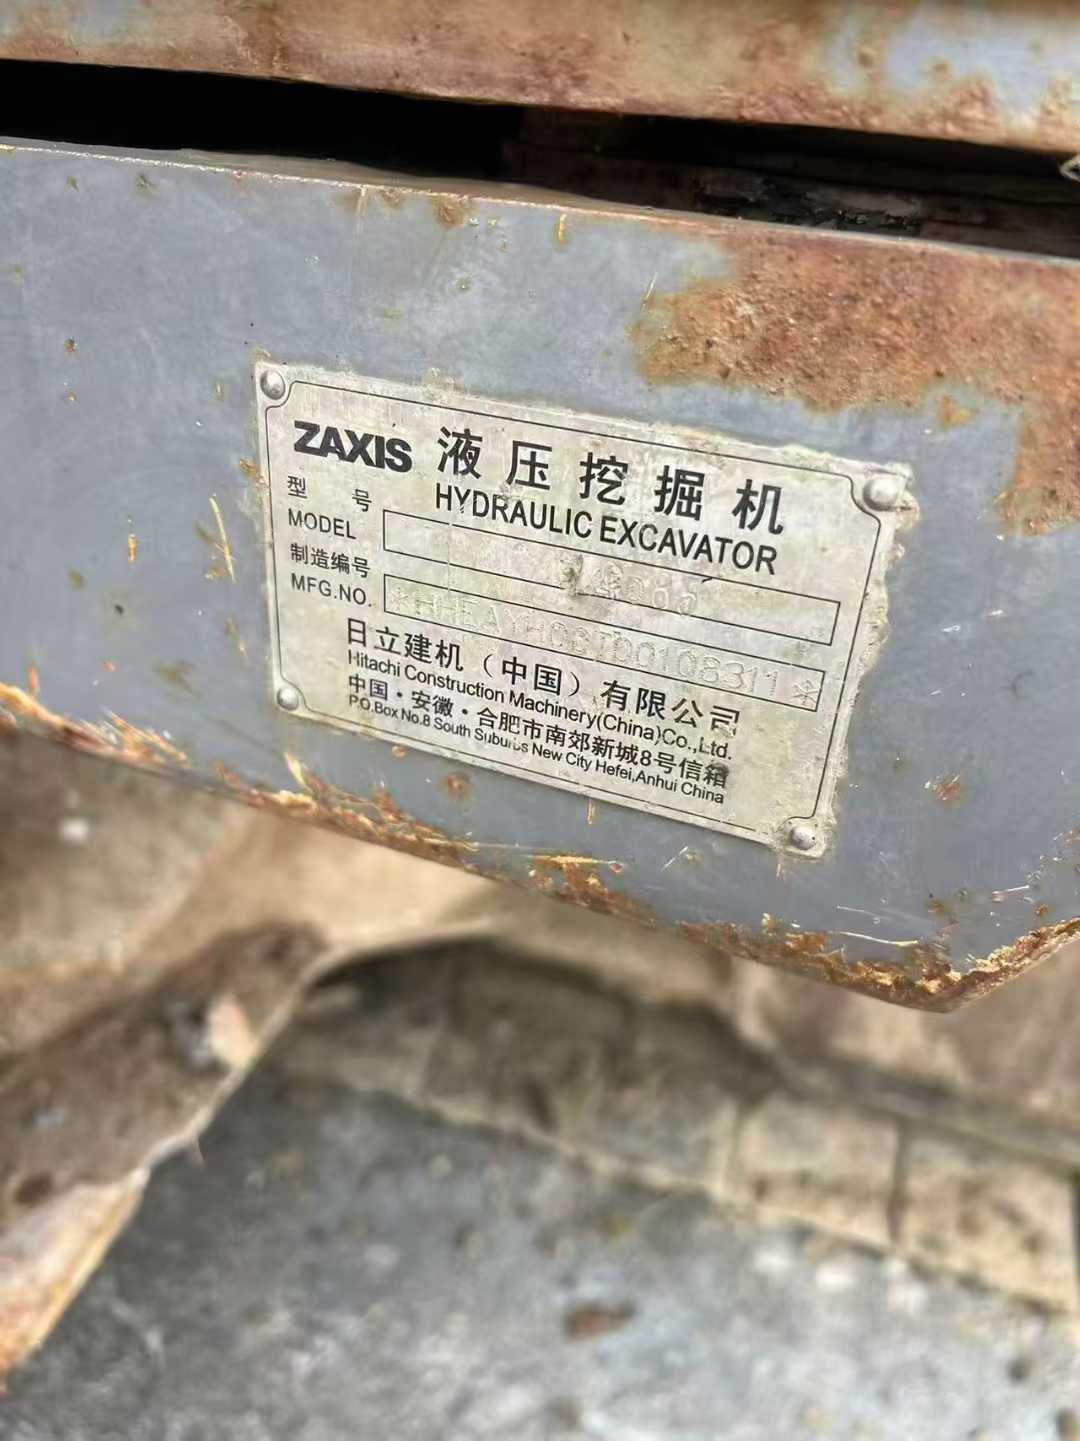 ZAXIS 液压挖掘机
HYDRAULIC EXCAVATOR
型 号
MODEL
制造编号
MFG.NO. *HHEAYH06TD0108311*
日立建机（中国）有限公司
Hitachi Construction Machinery(China)Co.,Ltd.
中国·安徽·合肥市南郊新城8号信箱
P.O.Box No.8 South Suburbs New City Hefei,Anhui China